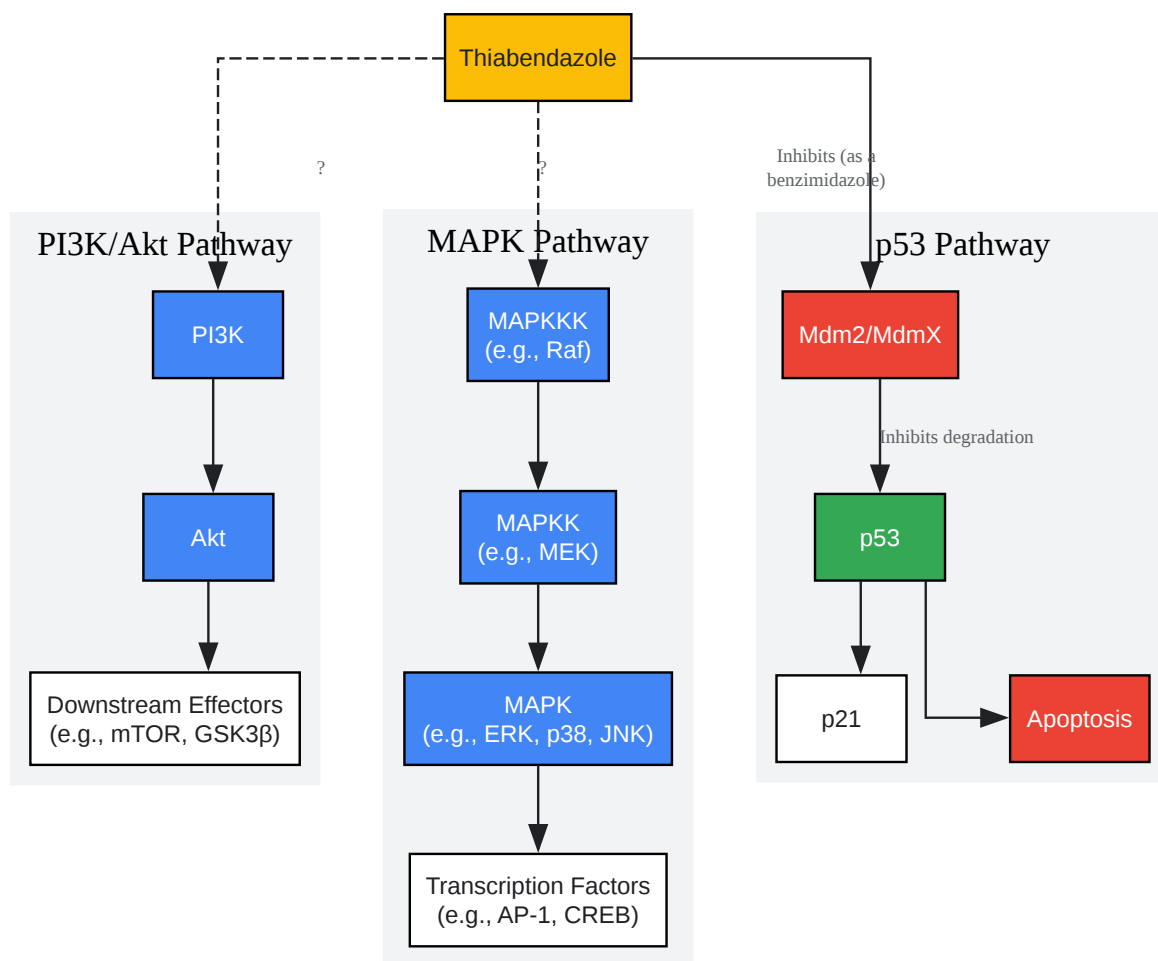 Thiabendazole
?
?
Inhibits (as a
benzimidazole)
PI3K/Akt Pathway
PI3K
Akt
Downstream Effectors
(e.g., mTOR, GSK3β)
MAPK Pathway
MAPKKK
(e.g., Raf)
MAPKK
(e.g., MEK)
MAPK
(e.g., ERK, p38, JNK)
Transcription Factors
(e.g., AP-1, CREB)
p53 Pathway
Mdm2/MdmX
Inhibits degradation
p53
p21
Apoptosis